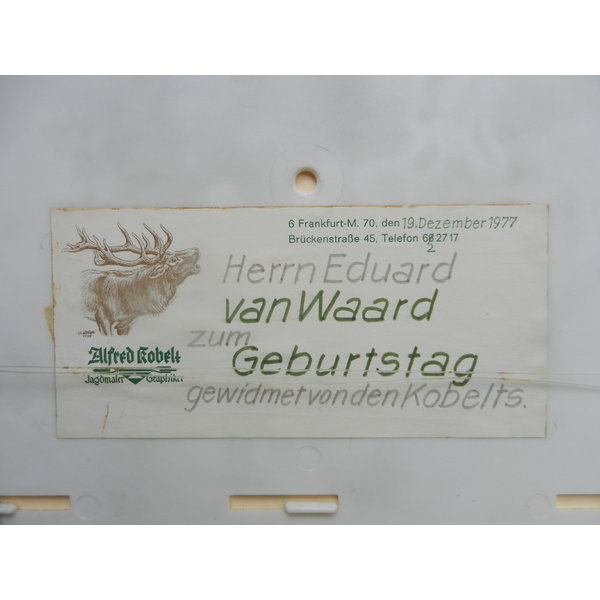 6 Frankfurt-M. 70, den 19. Dezember 1977
Brückenstraße 45, Telefon 682717
2
Herrn Eduard
van Waard
zum
Geburtstag
gewidmet von den Kobelts.
Alfred Kobelt
Jagdmaler Graphiker